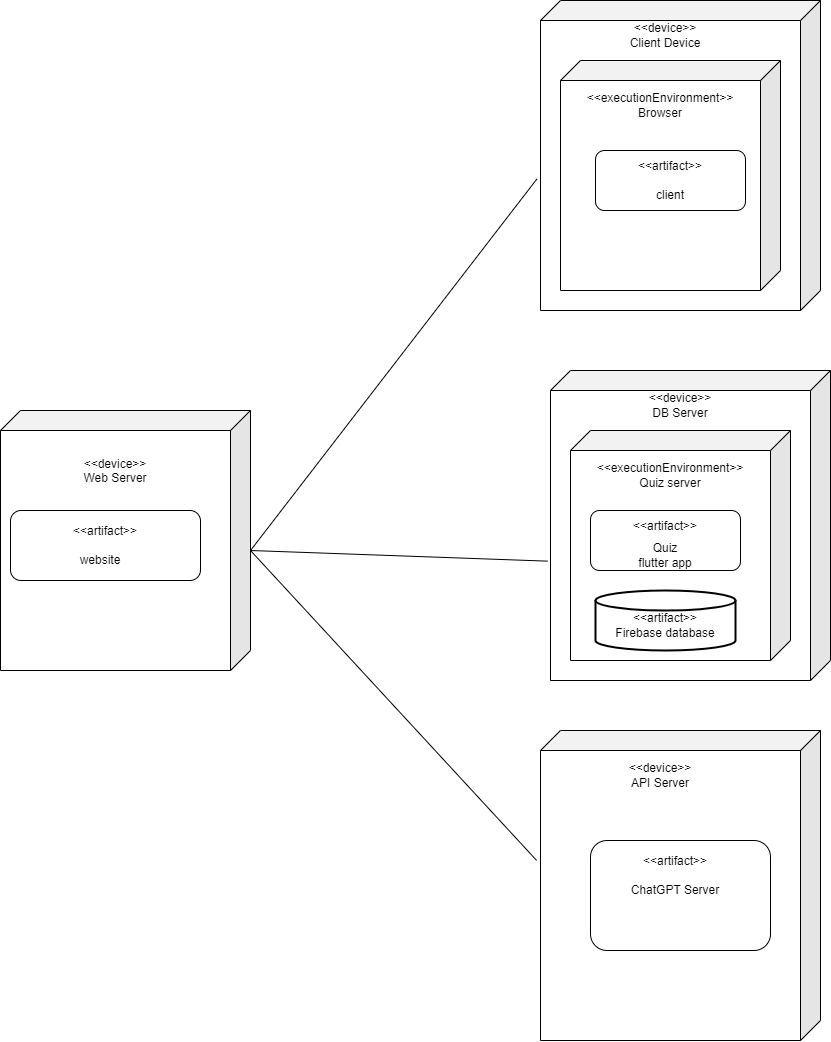 <<device>>
Client Device
<<executionEnvironment>>
Browser
<<artifact>>
client
<<device>>
Web Server
<<artifact>>
website
<<device>>
DB Server
<<executionEnvironment>>
Quiz server
<<artifact>>
Quiz
flutter app
<<artifact>>
Firebase database
<<device>>
API Server
<<artifact>>
ChatGPT Server